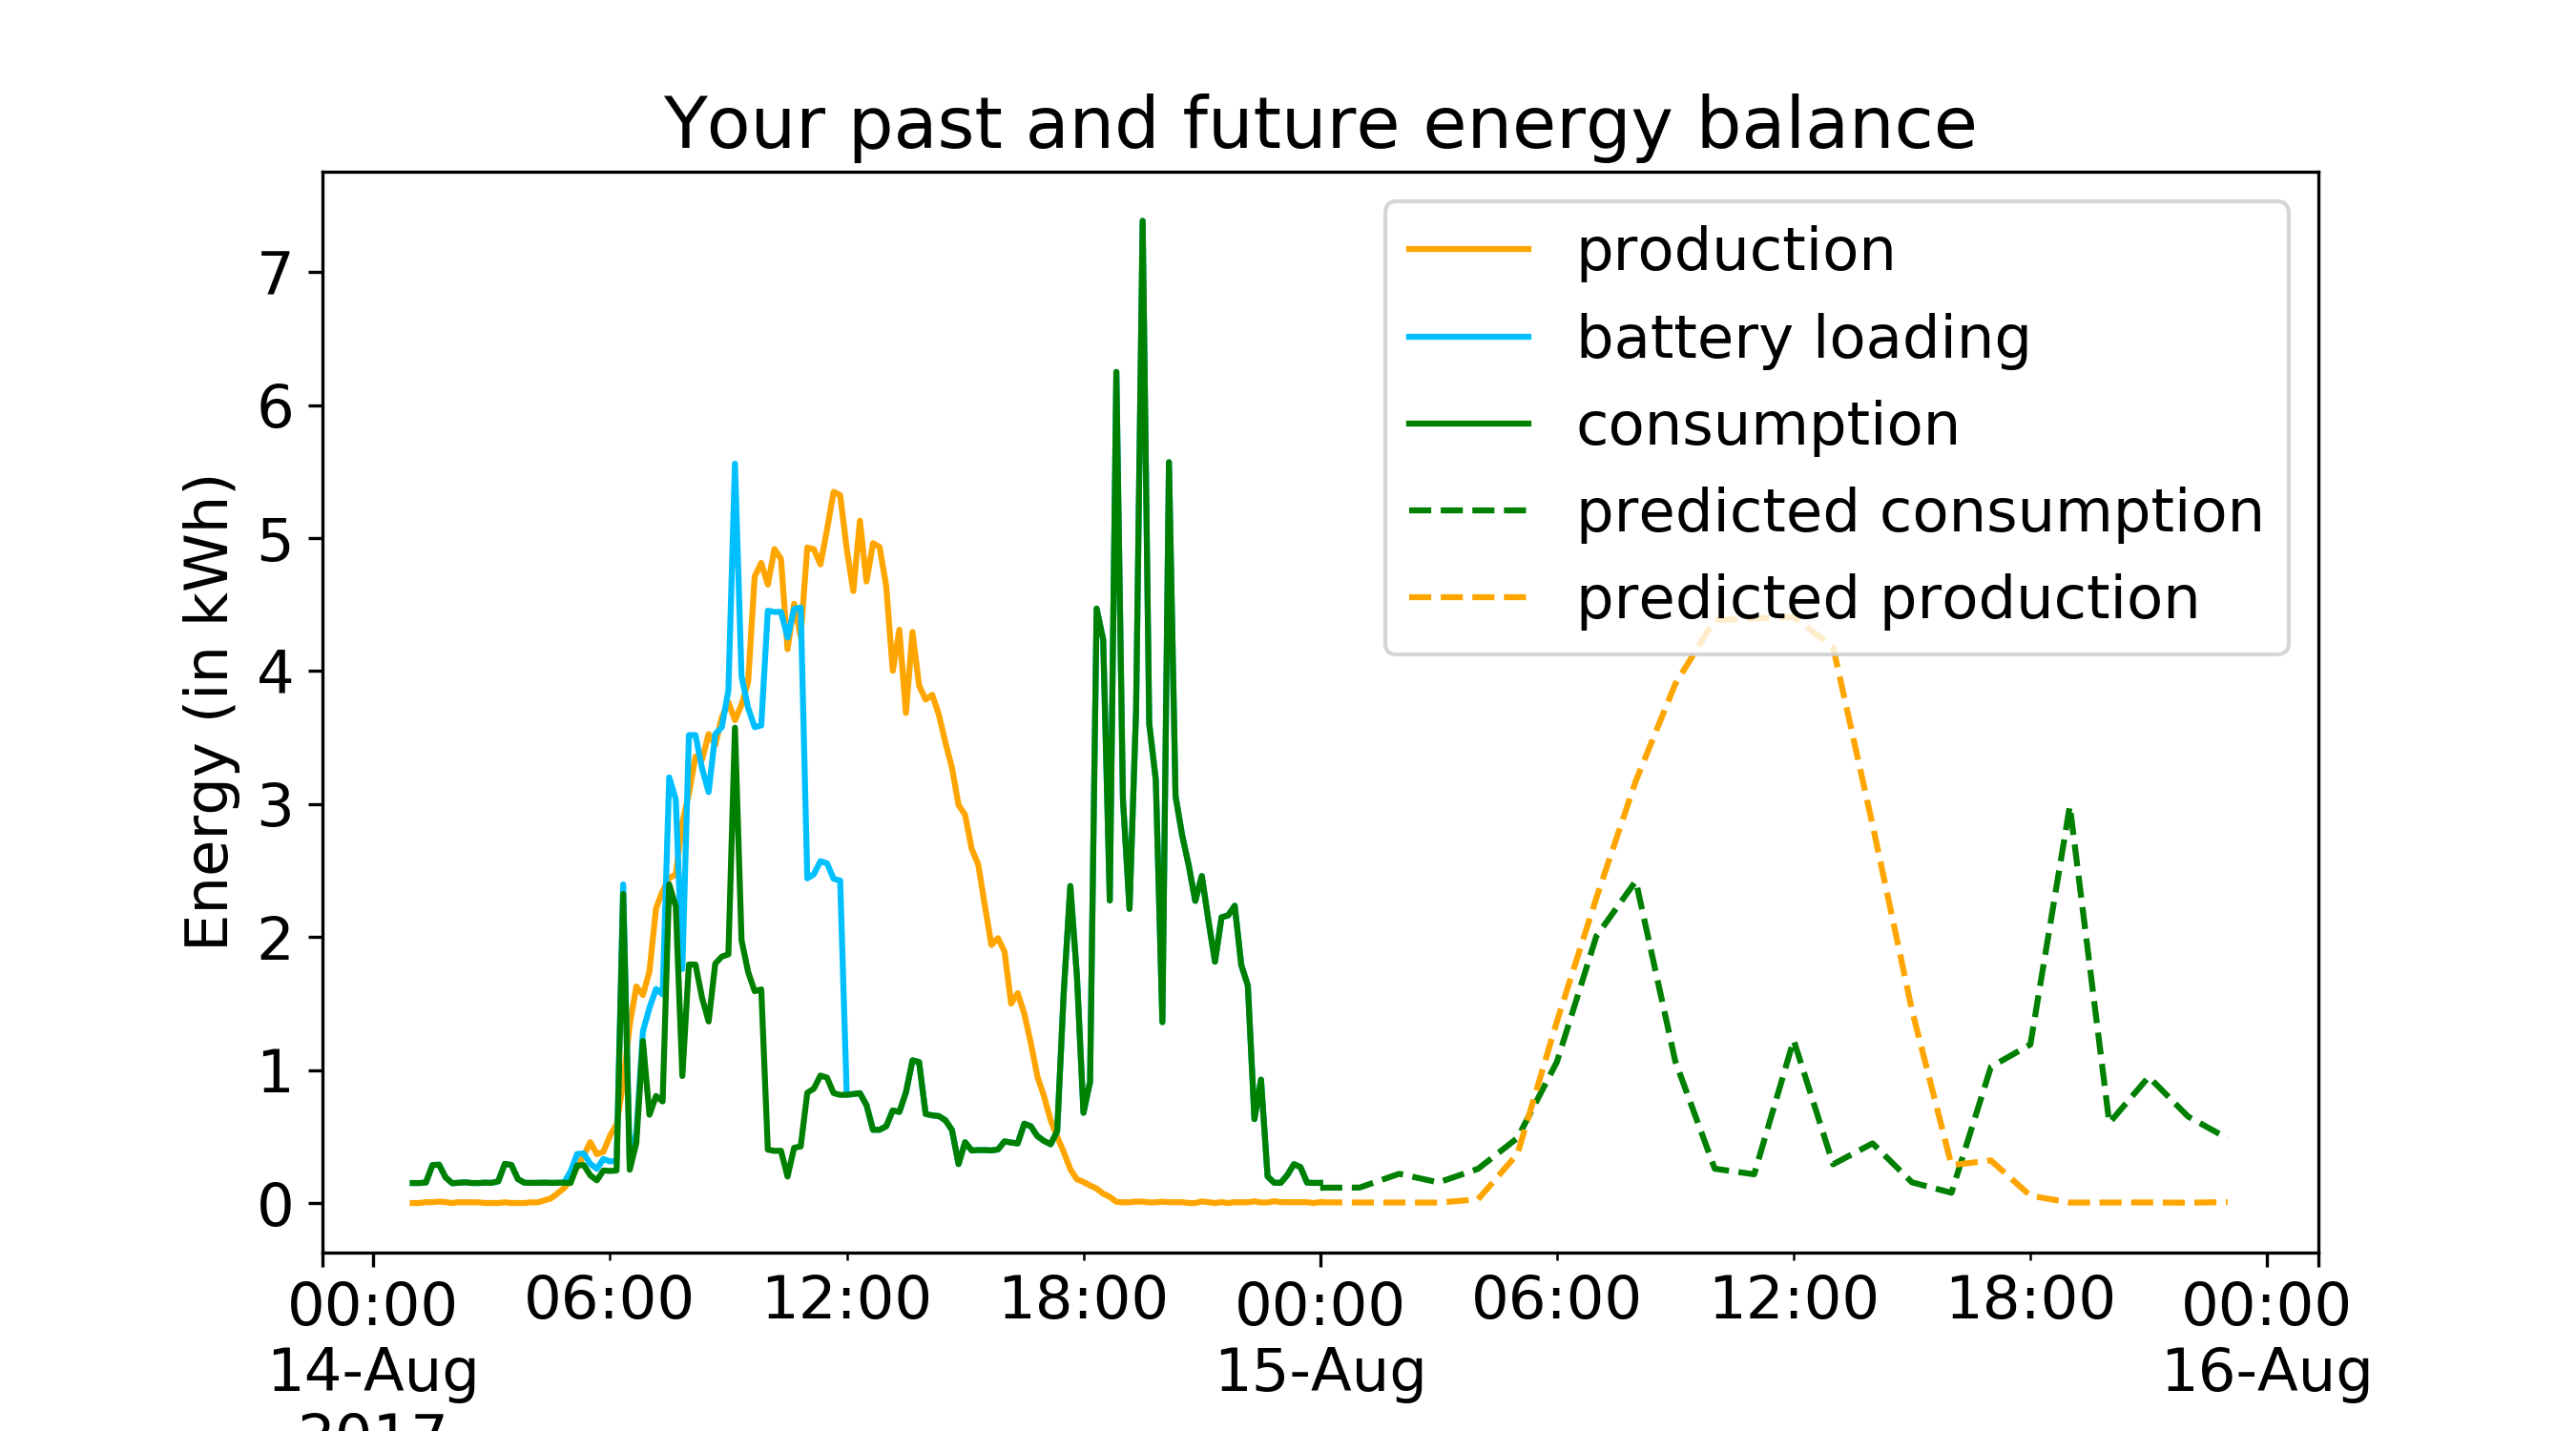 Your past and future energy balance
production
battery loading
consumption
predicted consumption
predicted production
Energy (in kWh)
7
6
5
4
3
2
1
0
00:00 06:00 12:00 18:00 00:00 06:00 12:00 18:00 00:00
14-Aug 15-Aug 16-Aug
2017